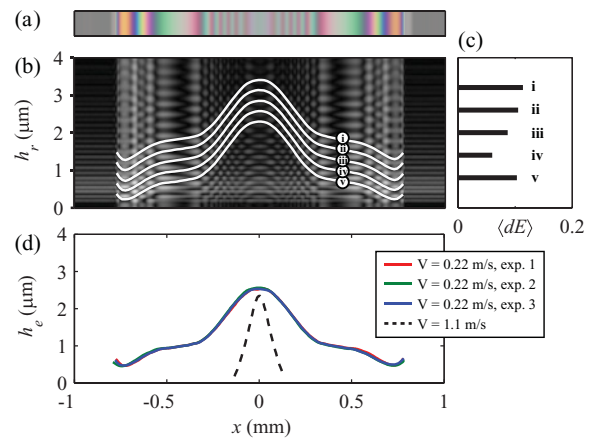 (a)
(b)
(c)
4
3
2
1
0
h_r (μm)
i
ii
iii
iv
v
i
ii
iii
iv
v
0
⟨dE⟩
0.2
(d)
4
3
2
1
0
h_e (μm)
V = 0.22 m/s, exp. 1
V = 0.22 m/s, exp. 2
V = 0.22 m/s, exp. 3
V = 1.1 m/s
-1
-0.5
0
0.5
1
x (mm)